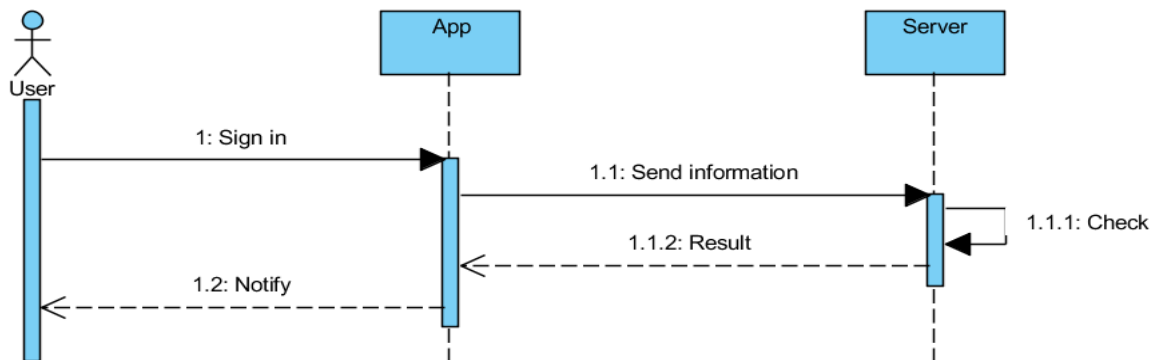 App
Server
User
1: Sign in
1.1: Send information
1.1.1: Check
1.1.2: Result
1.2: Notify